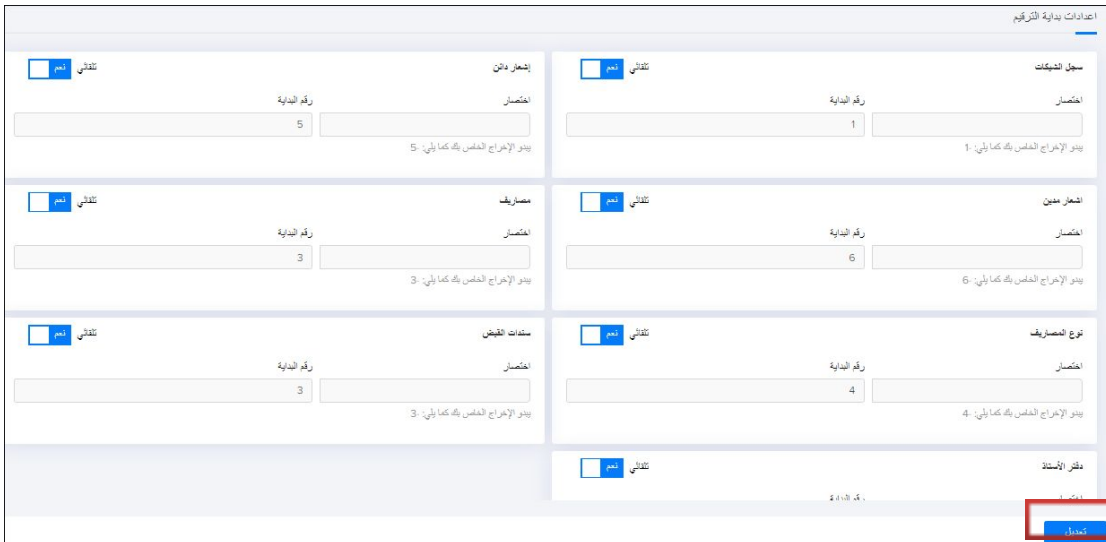 اعدادات بداية الترقيم
سجل الشيكات
تلقائي نعم
اختصار رقم البداية
1
يبدو الإخراج الخاص بك كما يلي: -1
إشعار دائن
تلقائي نعم
اختصار رقم البداية
5
يبدو الإخراج الخاص بك كما يلي: -5
اشعار مدين
تلقائي نعم
اختصار رقم البداية
6
يبدو الإخراج الخاص بك كما يلي: -6
مصاريف
تلقائي نعم
اختصار رقم البداية
3
يبدو الإخراج الخاص بك كما يلي: -3
نوع المصاريف
تلقائي نعم
اختصار رقم البداية
4
يبدو الإخراج الخاص بك كما يلي: -4
سندات القبض
تلقائي نعم
اختصار رقم البداية
3
يبدو الإخراج الخاص بك كما يلي: -3
دفتر الأستاذ
تلقائي نعم
اختصار رقم البداية
تعديل